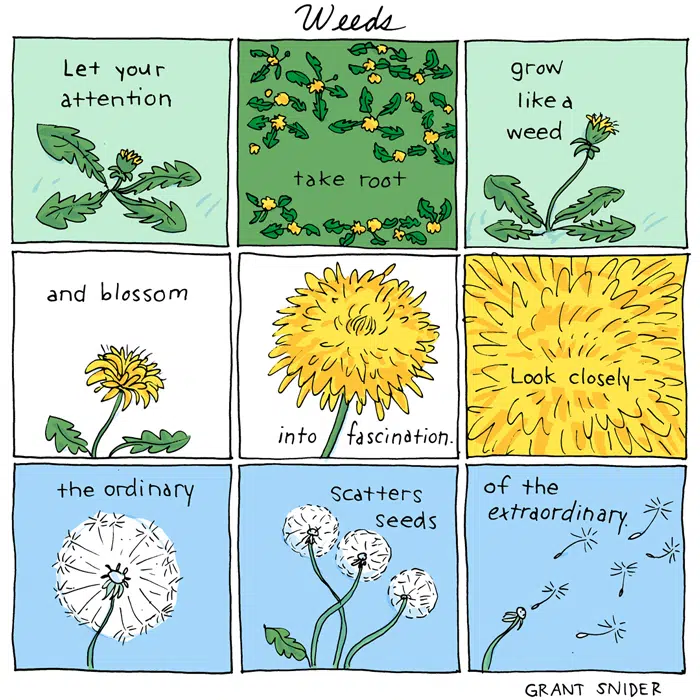 Weeds
Let your
attention
take root
grow
like a
weed
and blossom
into fascination.
Look closely—
the ordinary
scatters
seeds
of the
extraordinary.
GRANT SNIDER